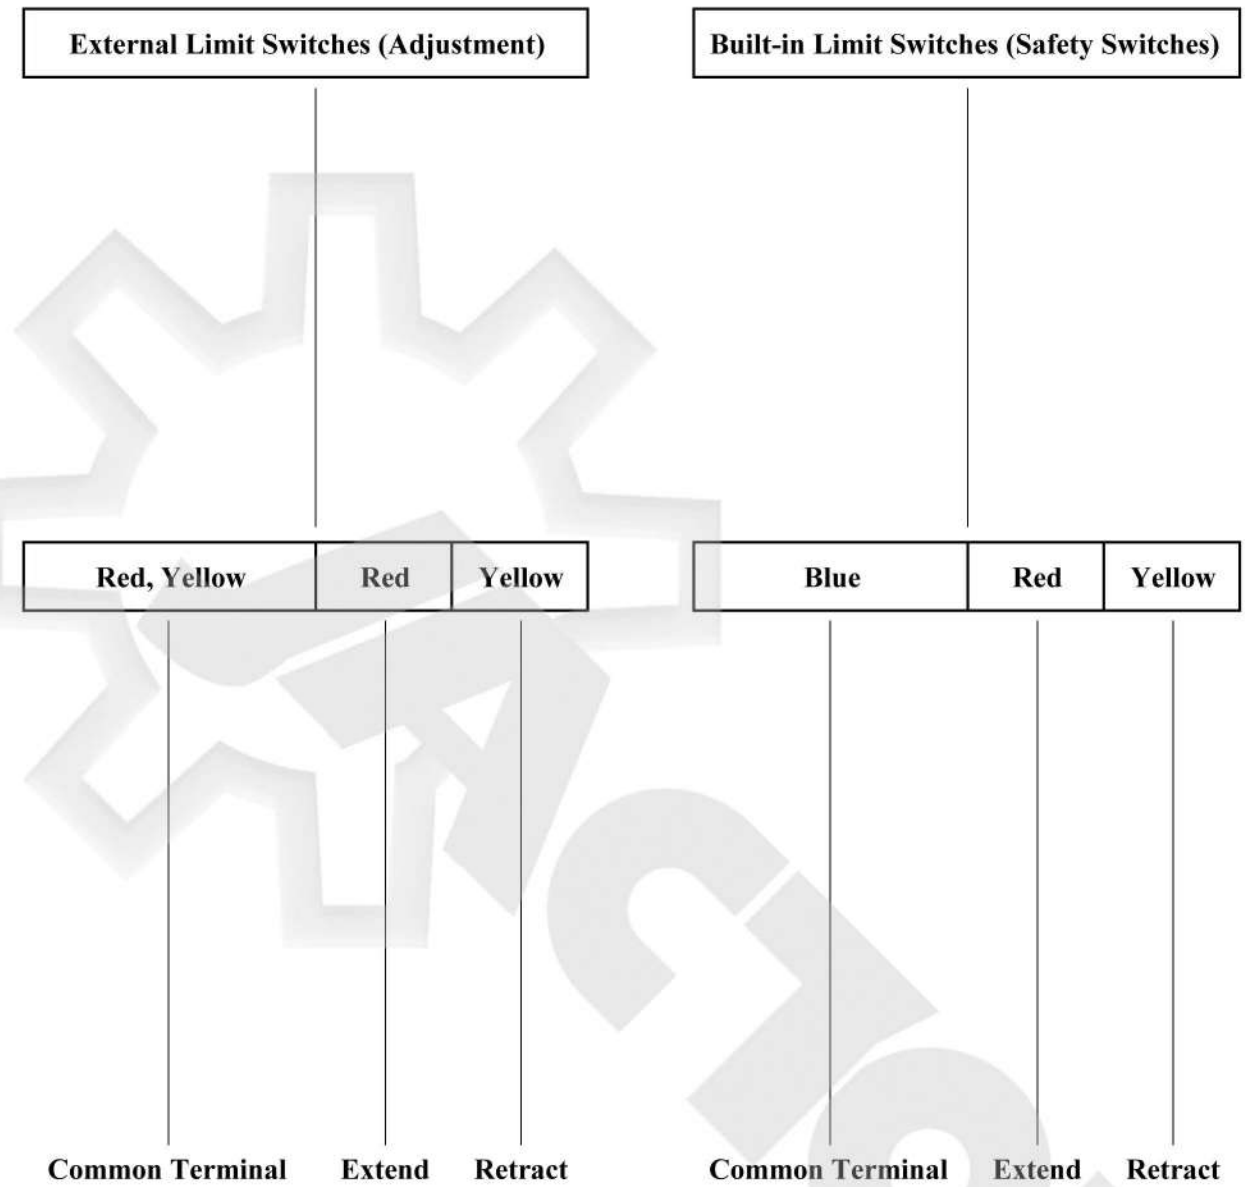 External Limit Switches (Adjustment)
Built-in Limit Switches (Safety Switches)
Red, Yellow
Red
Yellow
Blue
Red
Yellow
Common Terminal
Extend
Retract
Common Terminal
Extend
Retract